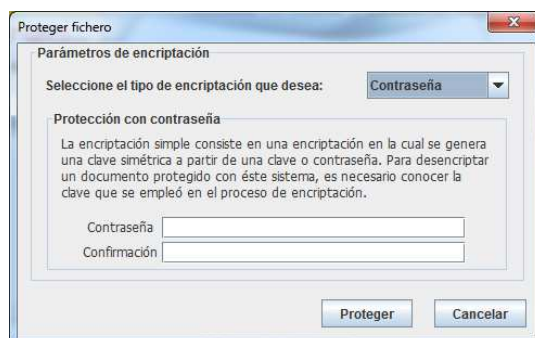 Proteger fichero
Parámetros de encriptación
Seleccione el tipo de encriptación que desea: Contraseña
Protección con contraseña
La encriptación simple consiste en una encriptación en la cual se genera
una clave simétrica a partir de una clave o contraseña. Para desencriptar
un documento protegido con éste sistema, es necesario conocer la
clave que se empleó en el proceso de encriptación.
Contraseña
Confirmación
Proteger Cancelar